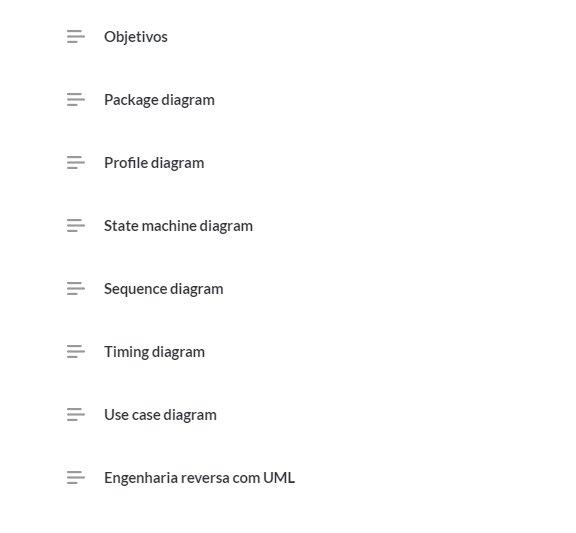 Objetivos
Package diagram
Profile diagram
State machine diagram
Sequence diagram
Timing diagram
Use case diagram
Engenharia reversa com UML